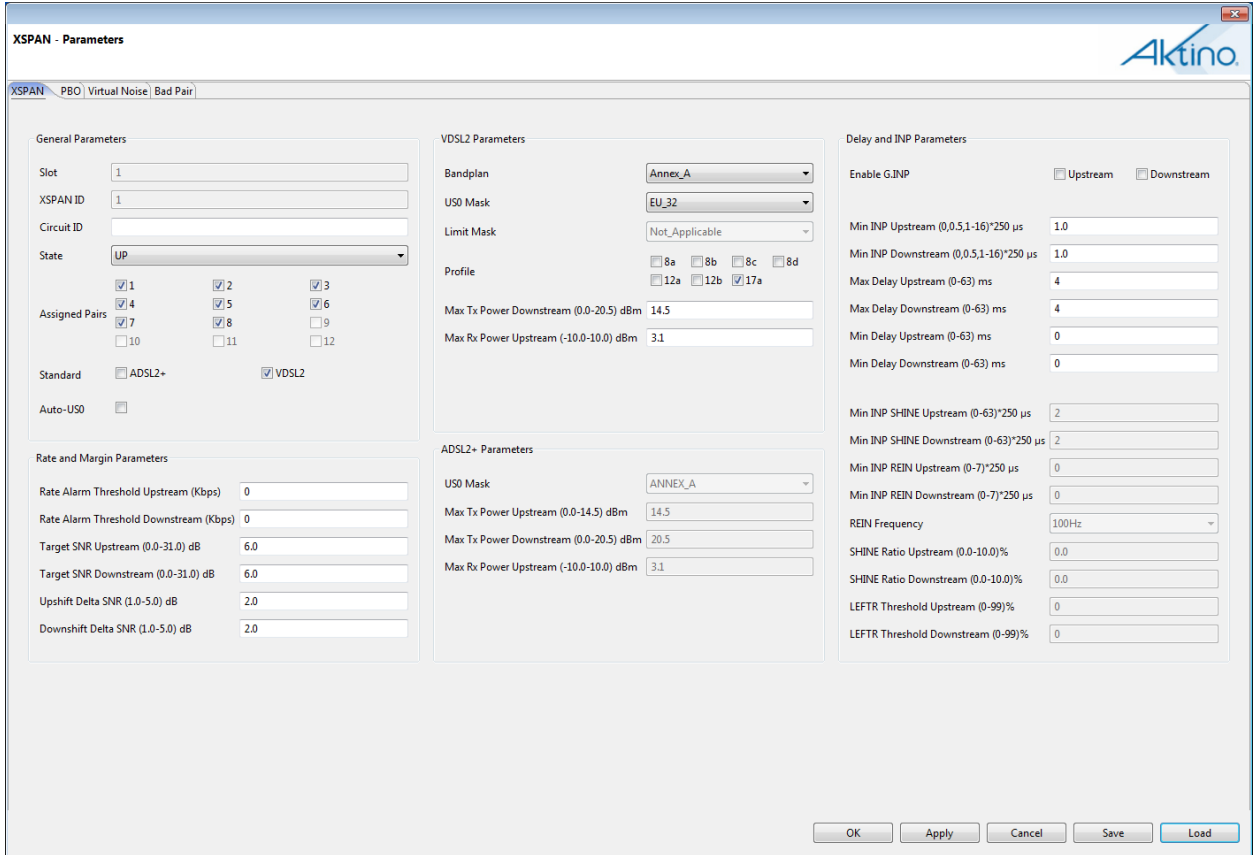 XSPAN - Parameters
Aktino.
XSPAN PBO Virtual Noise Bad Pair
General Parameters
Slot 1
XSPAN ID 1
Circuit ID
State UP
Assigned Pairs
1 2 3
4 5 6
7 8 9
10 11 12
Standard ADSL2+ VDSL2
Auto-US0
Rate and Margin Parameters
Rate Alarm Threshold Upstream (Kbps) 0
Rate Alarm Threshold Downstream (Kbps) 0
Target SNR Upstream (0.0-31.0) dB 6.0
Target SNR Downstream (0.0-31.0) dB 6.0
Upshift Delta SNR (1.0-5.0) dB 2.0
Downshift Delta SNR (1.0-5.0) dB 2.0
VDSL2 Parameters
Bandplan Annex_A
US0 Mask EU_32
Limit Mask Not_Applicable
Profile
8a 8b 8c 8d
12a 12b 17a
Max Tx Power Downstream (0.0-20.5) dBm 14.5
Max Rx Power Upstream (-10.0-10.0) dBm 3.1
ADSL2+ Parameters
US0 Mask ANNEX_A
Max Tx Power Upstream (0.0-14.5) dBm 14.5
Max Tx Power Downstream (0.0-20.5) dBm 20.5
Max Rx Power Upstream (-10.0-10.0) dBm 3.1
Delay and INP Parameters
Enable G.INP Upstream Downstream
Min INP Upstream (0,0.5,1-16)*250 µs 1.0
Min INP Downstream (0,0.5,1-16)*250 µs 1.0
Max Delay Upstream (0-63) ms 4
Max Delay Downstream (0-63) ms 4
Min Delay Upstream (0-63) ms 0
Min Delay Downstream (0-63) ms 0
Min INP SHINE Upstream (0-63)*250 µs 2
Min INP SHINE Downstream (0-63)*250 µs 2
Min INP REIN Upstream (0-7)*250 µs 0
Min INP REIN Downstream (0-7)*250 µs 0
REIN Frequency 100Hz
SHINE Ratio Upstream (0.0-10.0)% 0.0
SHINE Ratio Downstream (0.0-10.0)% 0.0
LEFTR Threshold Upstream (0-99)% 0
LEFTR Threshold Downstream (0-99)% 0
OK Apply Cancel Save Load